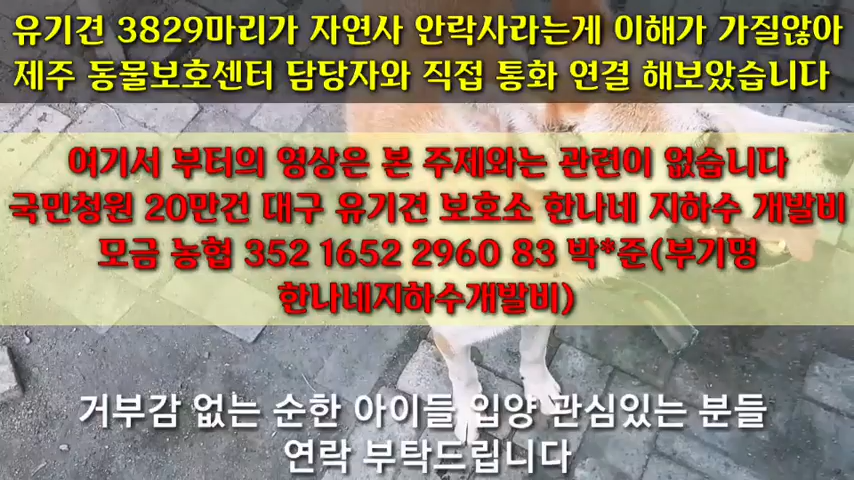 유기견 3829마리가 자연사 안락사라는게 이해가 가질않아
제주 동물보호센터 담당자와 직접 통화 연결 해보았습니다
여기서 부터의 영상은 본 주제와는 관련이 없습니다
국민청원 20만건 대구 유기견 보호소 한나네 지하수 개발비
모금 농협 352 1652 2960 83 박*준(부기명
한나네지하수개발비)
거부감 없는 순한 아이들 입양 관심있는 분들
연락 부탁드립니다